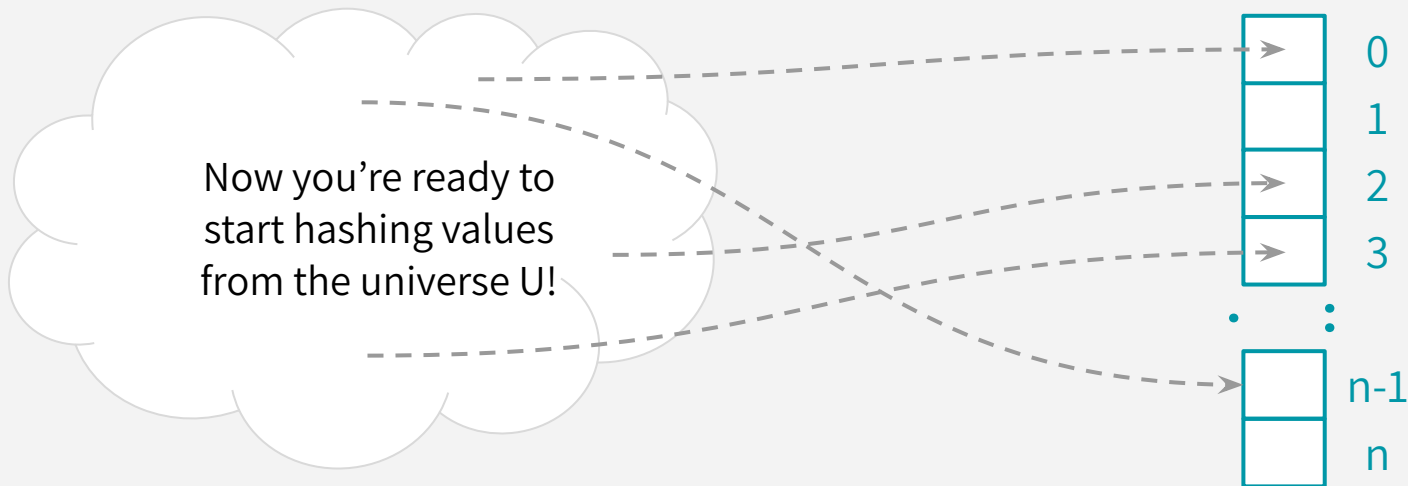 Now you’re ready to
start hashing values
from the universe U!
0
1
2
3
n-1
n